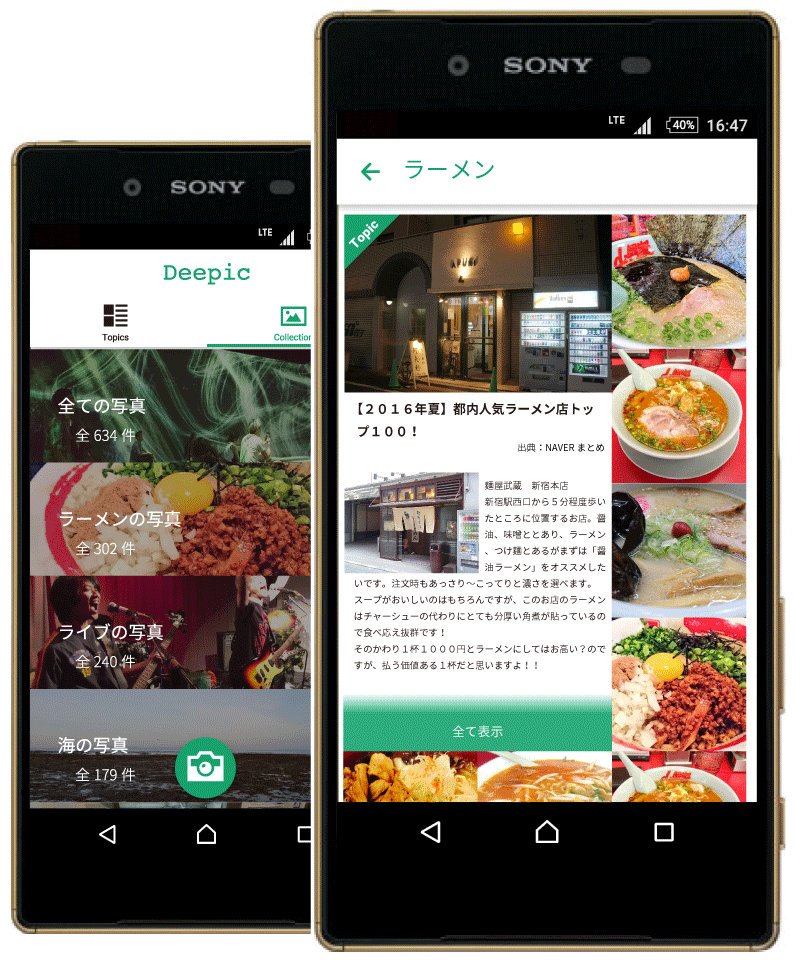 SONY
LTE
Deepic
Topics
Collection
全ての写真
全 634 件
ラーメンの写真
全 302 件
ライブの写真
全 240 件
海の写真
全 179 件
SONY
LTE 40% 16:47
ラーメン
Topic
【２０１６年夏】都内人気ラーメン店トッ
プ１００！
出典：NAVER まとめ
麺屋武蔵　新宿本店
新宿駅西口から５分程度歩い
たところに位置するお店。醤
油、味噌ととあり、ラーメン
、つけ麺とあるがまずは「醤
油ラーメン」をオススメした
いです。注文時もあっさり〜こってりと濃さを選べます。
スープがおいしいのはもちろんですが、このお店のラーメン
はチャーシューの代わりにとても分厚い角煮が貼っているの
で食べ応え抜群です！
そのかわり１杯１０００円とラーメンにしてはお高い？ので
すが、払う価値ある１杯だと思いますよ！！
全て表示